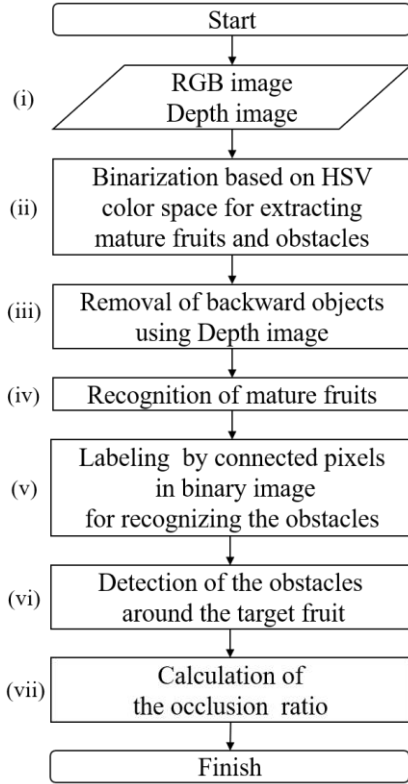 Start
(i)
RGB image
Depth image
(ii)
Binarization based on HSV
color space for extracting
mature fruits and obstacles
(iii)
Removal of backward objects
using Depth image
(iv)
Recognition of mature fruits
(v)
Labeling by connected pixels
in binary image
for recognizing the obstacles
(vi)
Detection of the obstacles
around the target fruit
(vii)
Calculation of
the occlusion ratio
Finish